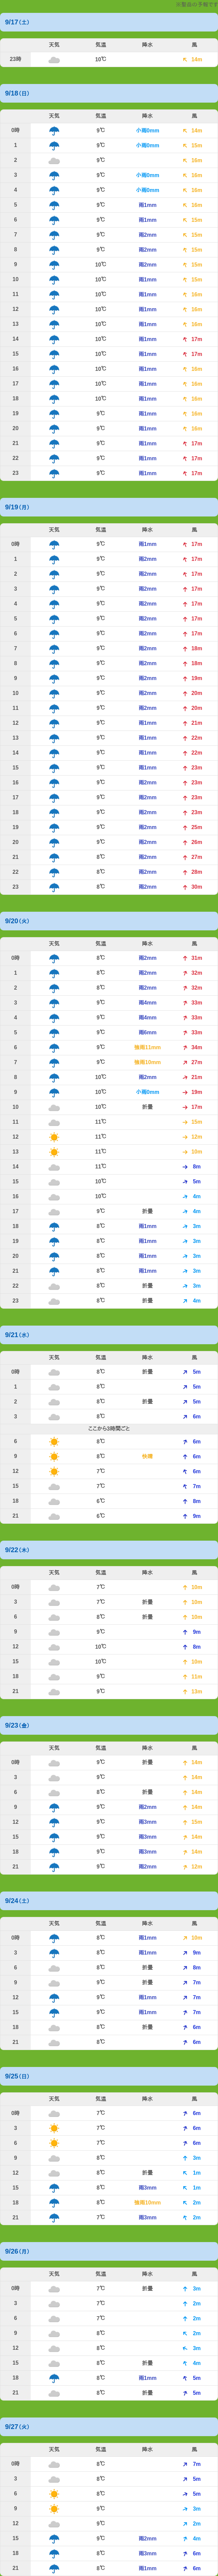 の予報です
9/17(土)
天気 気温 降水 風
23時 10℃ 14m
9/18(日)
天気 気温 降水 風
0時 9℃ 小雨0mm 14m
1 9℃ 小雨0mm 15m
2 9℃ 16m
3 9℃ 小雨0mm 16m
4 9℃ 小雨0mm 16m
5 9℃ 雨1mm 16m
6 9℃ 雨1mm 15m
7 9℃ 雨2mm 15m
8 9℃ 雨2mm 15m
9 10℃ 雨2mm 15m
10 10℃ 雨1mm 15m
11 10℃ 雨1mm 16m
12 10℃ 雨1mm 16m
13 10℃ 雨1mm 16m
14 10℃ 雨1mm 17m
15 10℃ 雨1mm 17m
16 10℃ 雨1mm 16m
17 10℃ 雨1mm 16m
18 10℃ 雨1mm 16m
19 9℃ 雨1mm 16m
20 9℃ 雨1mm 16m
21 9℃ 雨1mm 17m
22 9℃ 雨1mm 17m
23 9℃ 雨1mm 17m
9/19(月)
天気 気温 降水 風
0時 9℃ 雨1mm 17m
1 9℃ 雨2mm 17m
2 9℃ 雨2mm 17m
3 9℃ 雨1mm 17m
4 9℃ 雨2mm 17m
5 9℃ 雨2mm 17m
6 9℃ 雨2mm 17m
7 9℃ 雨2mm 18m
8 9℃ 雨2mm 18m
9 9℃ 雨2mm 19m
10 9℃ 雨2mm 20m
11 9℃ 雨2mm 20m
12 9℃ 雨1mm 21m
13 9℃ 雨1mm 22m
14 9℃ 雨1mm 22m
15 9℃ 雨1mm 23m
16 9℃ 雨2mm 23m
17 9℃ 雨2mm 23m
18 9℃ 雨2mm 23m
19 9℃ 雨2mm 25m
20 9℃ 雨2mm 26m
21 8℃ 雨2mm 27m
22 8℃ 雨2mm 28m
23 8℃ 雨2mm 30m
9/20(火)
天気 気温 降水 風
0時 8℃ 雨2mm 31m
1 8℃ 雨2mm 32m
2 8℃ 雨2mm 32m
3 9℃ 雨4mm 33m
4 9℃ 雨4mm 33m
5 9℃ 雨6mm 33m
6 9℃ 強雨11mm 34m
7 9℃ 強雨10mm 27m
8 10℃ 雨2mm 21m
9 10℃ 小雨0mm 19m
10 10℃ 折曇 17m
11 11℃ 15m
12 11℃ 12m
13 11℃ 10m
14 11℃ 8m
15 10℃ 5m
16 10℃ 4m
17 9℃ 折曇 4m
18 8℃ 雨1mm 3m
19 8℃ 雨1mm 3m
20 8℃ 雨1mm 3m
21 8℃ 雨1mm 3m
22 8℃ 折曇 3m
23 8℃ 折曇 4m
9/21(水)
天気 気温 降水 風
0時 8℃ 折曇 5m
1 8℃ 5m
2 8℃ 折曇 5m
3 8℃ 6m
ここから3時間ごと
6 8℃ 6m
9 8℃ 快晴 6m
12 7℃ 6m
15 7℃ 7m
18 6℃ 8m
21 6℃ 9m
9/22(木)
天気 気温 降水 風
0時 7℃ 10m
3 7℃ 折曇 10m
6 8℃ 折曇 10m
9 9℃ 9m
12 10℃ 8m
15 10℃ 10m
18 9℃ 11m
21 9℃ 13m
9/23(金)
天気 気温 降水 風
0時 9℃ 折曇 14m
3 9℃ 14m
6 8℃ 折曇 14m
9 9℃ 雨2mm 14m
12 9℃ 雨3mm 15m
15 9℃ 雨3mm 14m
18 9℃ 雨3mm 14m
21 9℃ 雨2mm 12m
9/24(土)
天気 気温 降水 風
0時 8℃ 雨1mm 10m
3 8℃ 雨1mm 9m
6 8℃ 折曇 8m
9 9℃ 折曇 7m
12 9℃ 雨1mm 7m
15 9℃ 雨1mm 7m
18 8℃ 折曇 6m
21 8℃ 6m
9/25(日)
天気 気温 降水 風
0時 7℃ 6m
3 7℃ 6m
6 7℃ 6m
9 8℃ 3m
12 8℃ 折曇 1m
15 8℃ 雨3mm 1m
18 8℃ 強雨10mm 2m
21 7℃ 雨3mm 2m
9/26(月)
天気 気温 降水 風
0時 7℃ 折曇 3m
3 7℃ 2m
6 7℃ 2m
9 8℃ 2m
12 8℃ 3m
15 8℃ 折曇 4m
18 8℃ 雨1mm 5m
21 8℃ 折曇 5m
9/27(火)
天気 気温 降水 風
0時 8℃ 7m
3 8℃ 5m
6 8℃ 5m
9 9℃ 3m
12 9℃ 2m
15 9℃ 雨2mm 4m
18 8℃ 雨3mm 6m
21 8℃ 雨1mm 6m